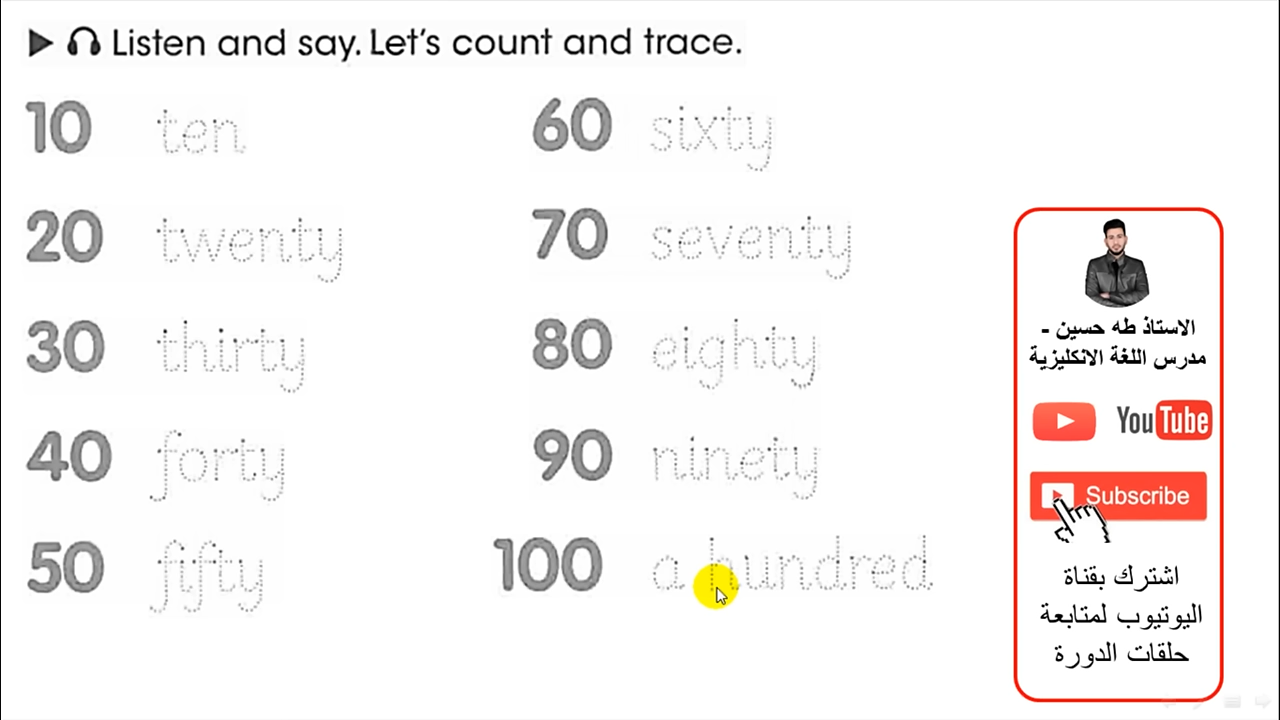 Listen and say. Let's count and trace.
10 ten
20 twenty
30 thirty
40 forty
50 fifty
60 sixty
70 seventy
80 eighty
90 ninety
100 a hundred
الاستاذ طه حسين -
مدرس اللغة الانكليزية
YouTube
Subscribe
اشترك بقناة
اليوتيوب لمتابعة
حلقات الدورة